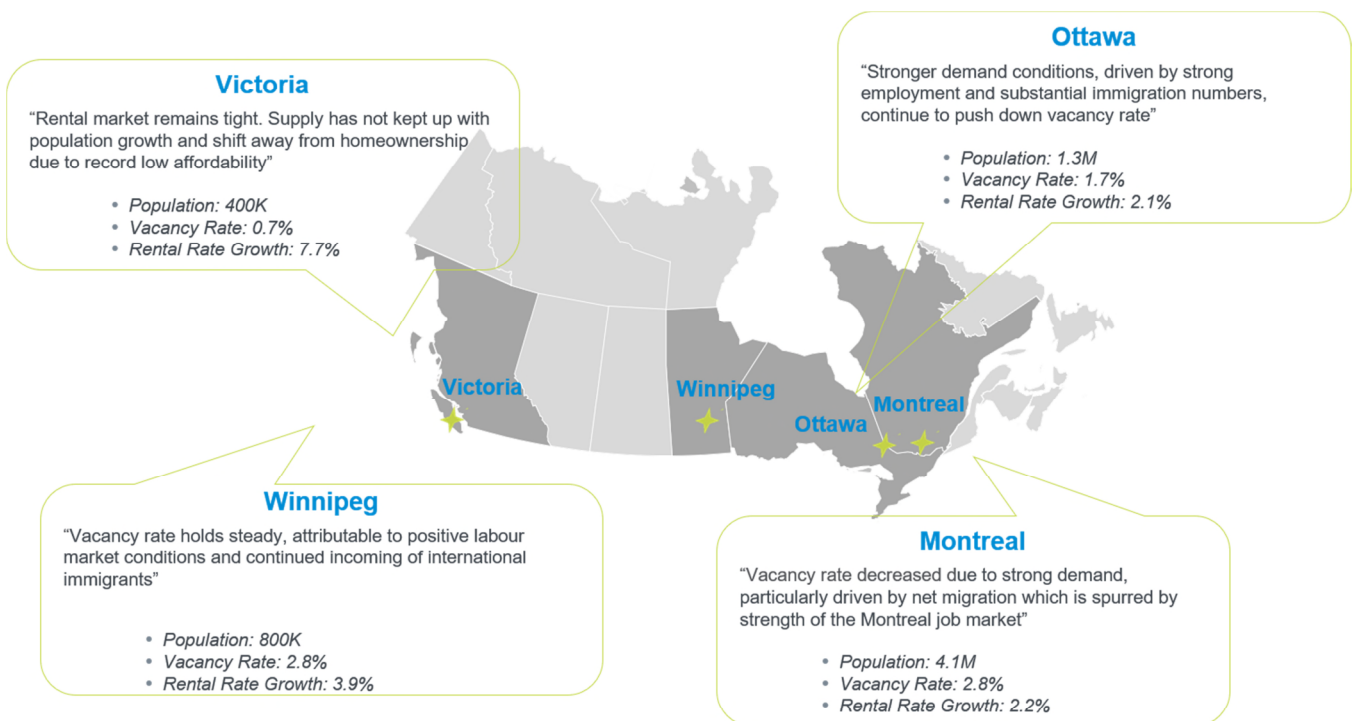 Victoria
“Rental market remains tight. Supply has not kept up with
population growth and shift away from homeownership
due to record low affordability”
• Population: 400K
• Vacancy Rate: 0.7%
• Rental Rate Growth: 7.7%
Ottawa
“Stronger demand conditions, driven by strong
employment and substantial immigration numbers,
continue to push down vacancy rate”
• Population: 1.3M
• Vacancy Rate: 1.7%
• Rental Rate Growth: 2.1%
Victoria
Winnipeg
Ottawa
Montreal
Winnipeg
“Vacancy rate holds steady, attributable to positive labour
market conditions and continued incoming of international
immigrants”
• Population: 800K
• Vacancy Rate: 2.8%
• Rental Rate Growth: 3.9%
Montreal
“Vacancy rate decreased due to strong demand,
particularly driven by net migration which is spurred by
strength of the Montreal job market”
• Population: 4.1M
• Vacancy Rate: 2.8%
• Rental Rate Growth: 2.2%